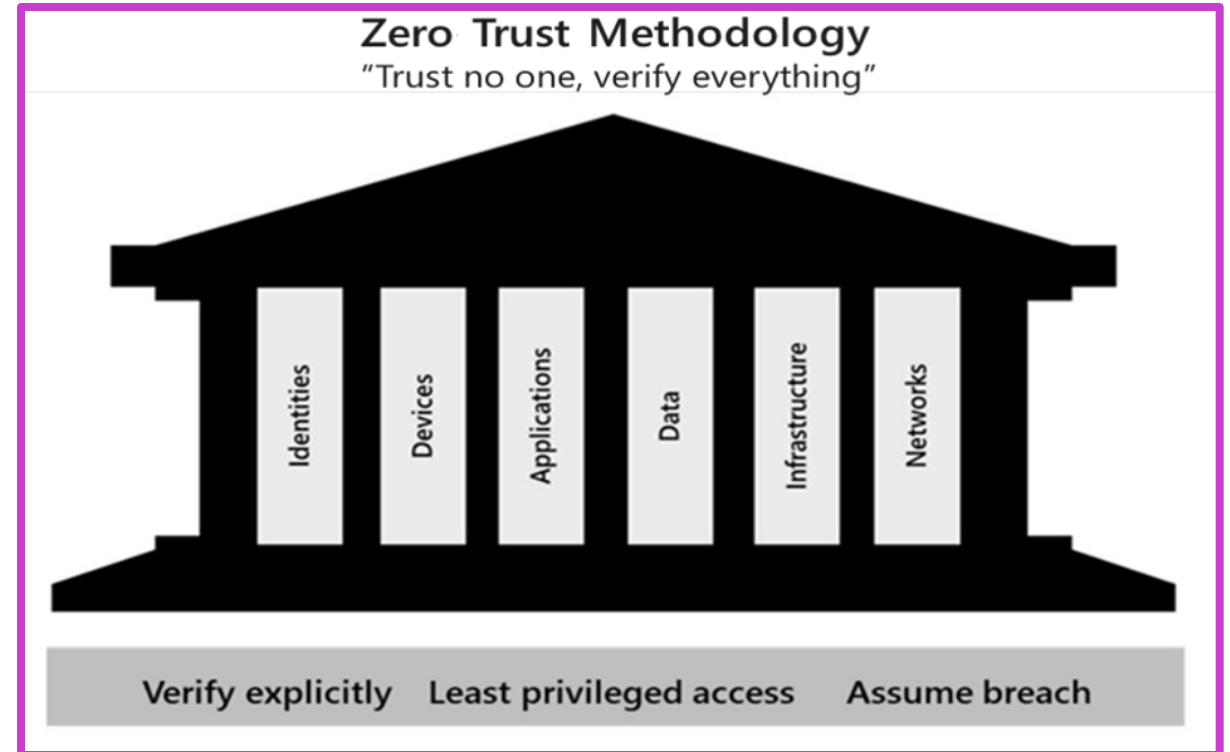 Zero Trust Methodology
"Trust no one, verify everything"
Identities
Devices
Applications
Data
Infrastructure
Networks
Verify explicitly Least privileged access Assume breach